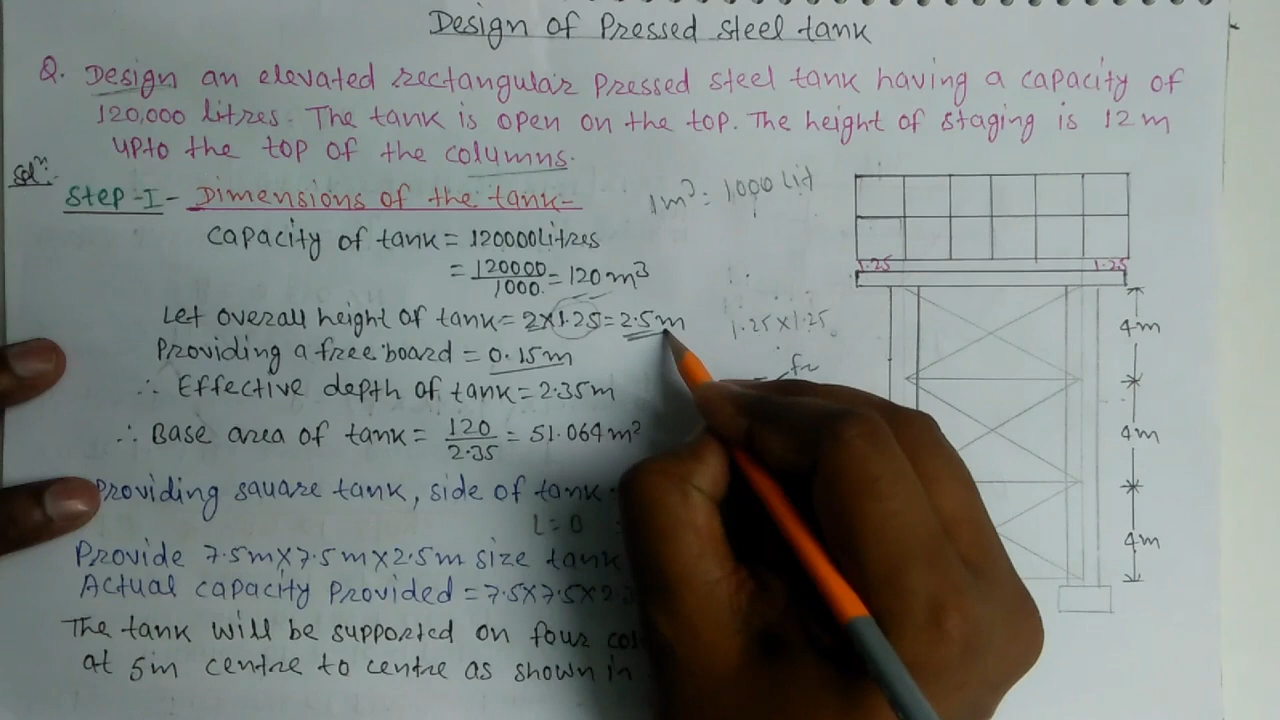 Design of Pressed steel tank
Q. Design an elevated rectangular Pressed steel tank having a capacity of
120,000 litres. The tank is open on the top. The height of staging is 12 m
upto the top of the columns.
Solⁿ:-
Step-I - Dimensions of the tank-
1m³ = 1000 Lit
capacity of tank = 120000Litres
= 120000/1000 = 120 m³
Let overall height of tank = 2×1.25 = 2.5m
1.25×1.25
Providing a free board = 0.15m
∴ Effective depth of tank = 2.35m
∴ Base area of tank = 120/2.35 = 51.064m²
Providing square tank, side of tank
L = 0
Provide 7.5m×7.5m×2.5m size tank
Actual capacity Provided = 7.5×7.5×2.
The tank will be supported on four
at 5m centre to centre as shown in
1.25 1.25
4m
4m
4m